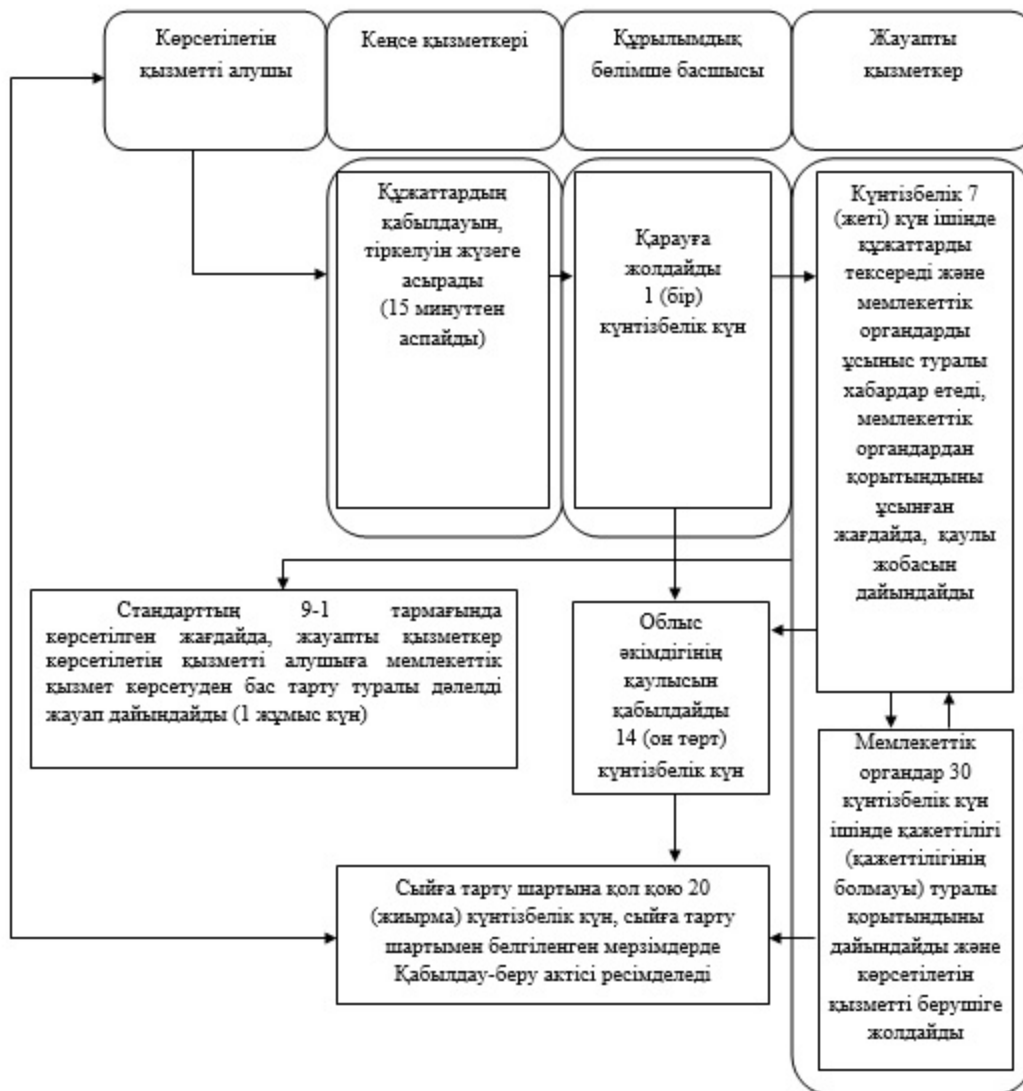 Көрсетілетін
қызметті алушы
Кеңсе қызметкері
Құрылымдық
бөлімше басшысы
Жауапты
қызметкер
Құжаттардың
қабылдауын,
тіркелуін жүзеге
асырады
(15 минуттен
аспайды)
Қарауға
жолдайды
1 (бір)
күнтізбелік күн
Күнтізбелік 7
(жеті) күн ішінде
құжаттарды
тексереді және
мемлекеттік
органдарды
ұсыныс туралы
хабардар етеді,
мемлекеттік
органдардан
қорытындыны
ұсынған
жағдайда, қаулы
жобасын
дайындайды
Стандарттың 9-1 тармағында
көрсетілген жағдайда, жауапты қызметкер
көрсетілетін қызметті алушыға мемлекеттік
қызмет көрсетуден бас тарту туралы дәлелді
жауап дайындайды (1 жұмыс күн)
Облыс
әкімдігінің
қаулысын
қабылдайды
14 (он төрт)
күнтізбелік күн
Мемлекеттік
органдар 30
күнтізбелік күн
ішінде қажеттілігі
(қажеттілігінің
болмауы) туралы
қорытындыны
дайындайды және
көрсетілетін
қызметті берушіге
жолдайды
Сыйға тарту шартына қол қою 20
(жиырма) күнтізбелік күн, сыйға тарту
шартымен белгіленген мерзімдерде
Қабылдау-беру актісі ресімделеді